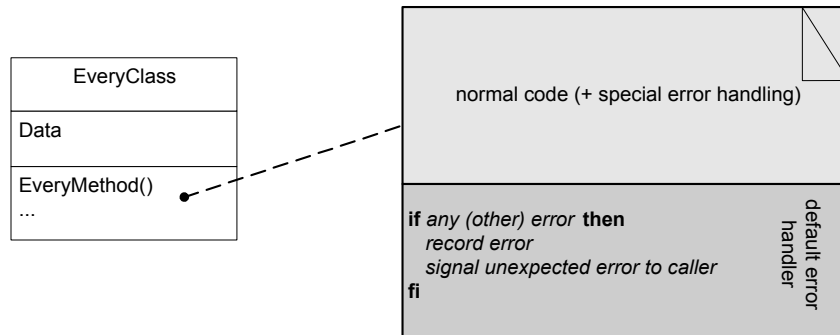 EveryClass
Data
EveryMethod()
...
normal code (+ special error handling)
if any (other) error then
record error
signal unexpected error to caller
fi
default error
handler